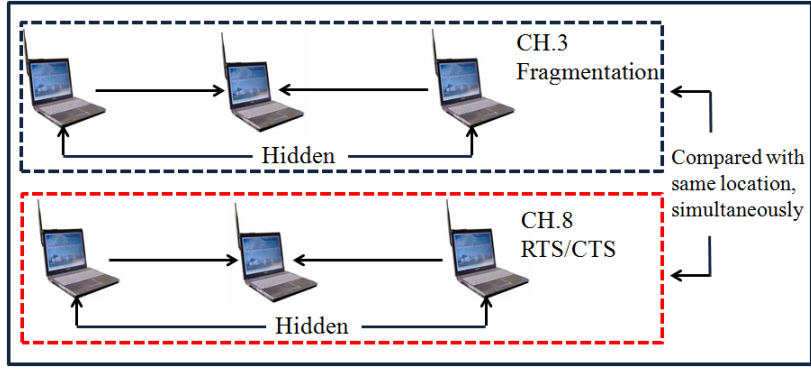 CH.3
Fragmentation
Hidden
Compared with
same location,
simultaneously
CH.8
RTS/CTS
Hidden